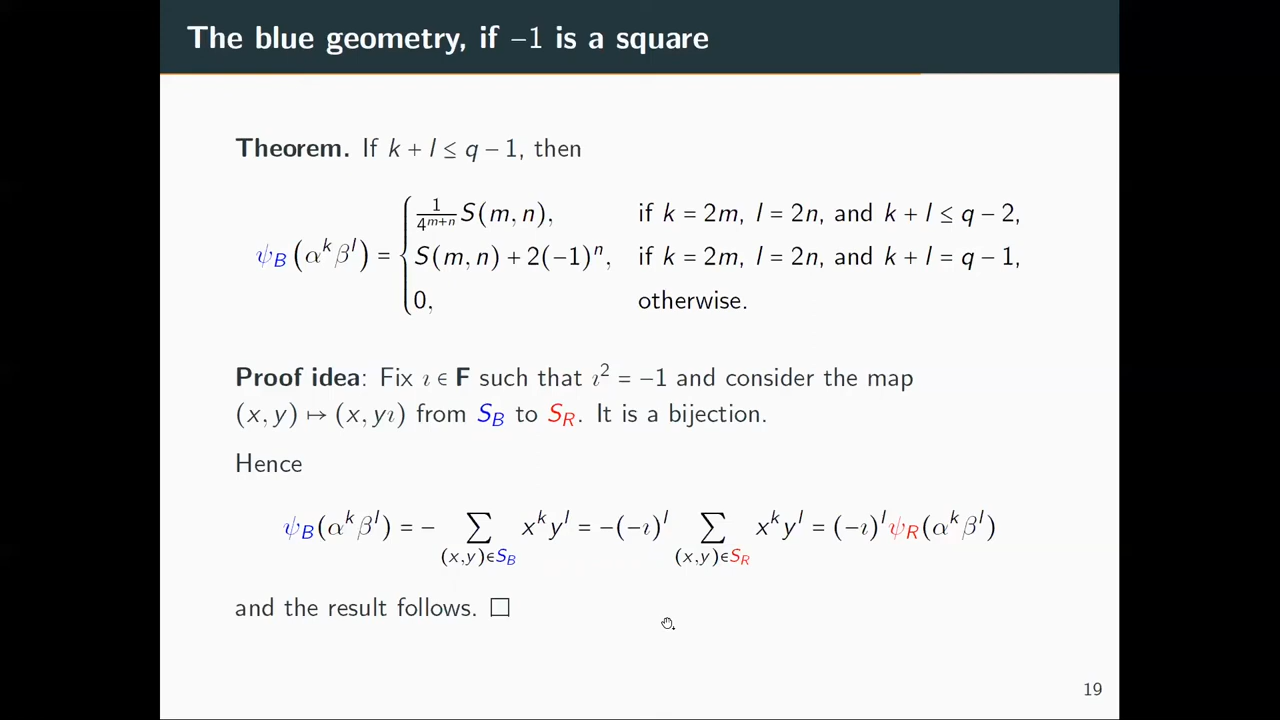 The blue geometry, if −1 is a square
Theorem. If k + l ≤ q − 1, then
ψ_B(α^k β^l) = { 1/4^{m+n} S(m, n), if k = 2m, l = 2n, and k + l ≤ q − 2,
S(m, n) + 2(−1)^n, if k = 2m, l = 2n, and k + l = q − 1,
0, otherwise.
Proof idea: Fix ı ∈ F such that ı² = −1 and consider the map
(x, y) ↦ (x, yı) from S_B to S_R. It is a bijection.
Hence
ψ_B(α^k β^l) = − ∑_{(x,y)∈S_B} x^k y^l = −(−ı)^l ∑_{(x,y)∈S_R} x^k y^l = (−ı)^l ψ_R(α^k β^l)
and the result follows. □
19